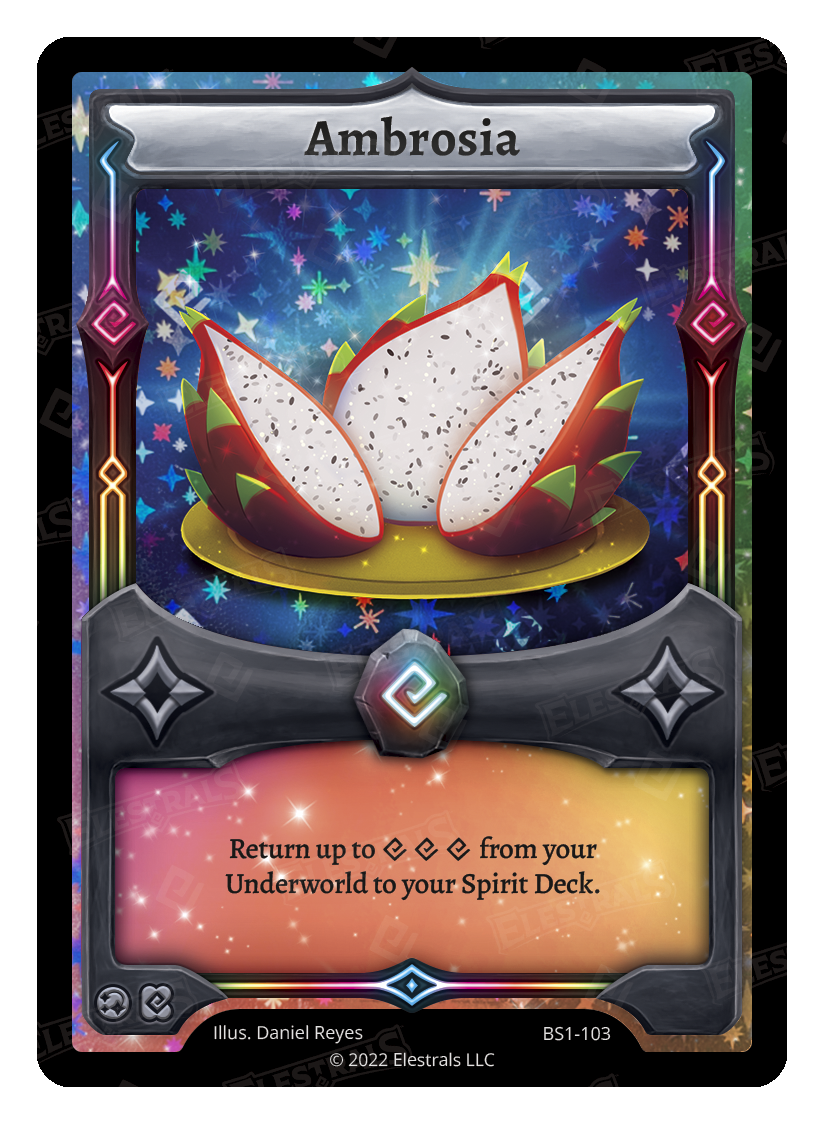 Ambrosia
Return up to from your
Underworld to your Spirit Deck.
Illus. Daniel Reyes
BS1-103
© 2022 Elestrals LLC
ELESTRALS